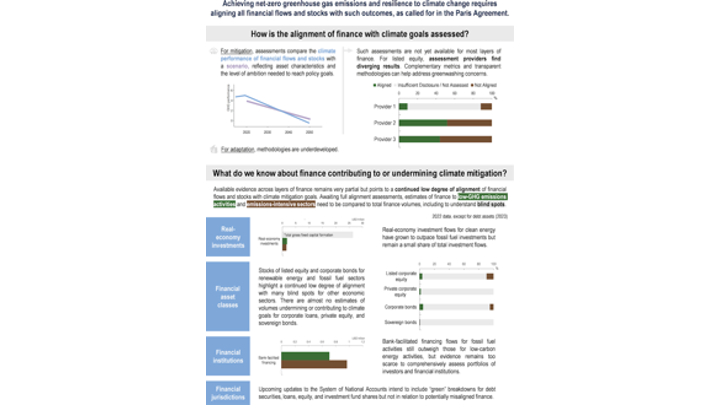 Achieving net-zero greenhouse gas emissions and resilience to climate change requires
aligning all financial flows and stocks with such outcomes, as called for in the Paris Agreement.
How is the alignment of finance with climate goals assessed?
For mitigation, assessments compare the climate
performance of financial flows and stocks with
a scenario, reflecting asset characteristics and
the level of ambition needed to reach policy goals.
2020 2030 2040 2050
For adaptation, methodologies are underdeveloped.
Such assessments are not yet available for most layers of
finance. For listed equity, assessment providers find
diverging results. Complementary metrics and transparent
methodologies can help address greenwashing concerns.
Aligned Insufficient Disclosure / Not Assessed Not Aligned
0 20 40 60 80 100
%
Provider 1
Provider 2
Provider 3
What do we know about finance contributing to or undermining climate mitigation?
Available evidence across layers of finance remains very partial but points to a continued low degree of alignment of financial
flows and stocks with climate mitigation goals. Awaiting full alignment assessments, estimates of finance to low-GHG emissions
activities and emissions-intensive sectors need to be compared to total finance volumes, including to understand blind spots.
2022 data, except for debt assets (2023)
Real-
economy
investments
Real-economy
investments
Total gross fixed capital formation
Real-economy investment flows for clean energy
have grown to outpace fossil fuel investments but
remain a small share of total investment flows.
Financial
asset
classes
Stocks of listed equity and corporate bonds for
renewable energy and fossil fuel sectors
highlight a continued low degree of alignment
with many blind spots for other economic
sectors. There are almost no estimates of
volumes undermining or contributing to climate
goals for corporate loans, private equity, and
sovereign bonds.
0 20 40 60 80 100
%
Listed corporate
equity
Private corporate
equity
Corporate bonds
Sovereign bonds
Financial
institutions
Bank-facilitated
financing
Bank-facilitated financing flows for fossil fuel
activities still outweigh those for low-carbon
energy activities, but evidence remains too
scarce to comprehensively assess portfolios of
investors and financial institutions.
Financial
jurisdictions
Upcoming updates to the System of National Accounts intend to include "green" breakdowns for debt
securities, loans, equity, and investment fund shares but not in relation to potentially misaligned finance.